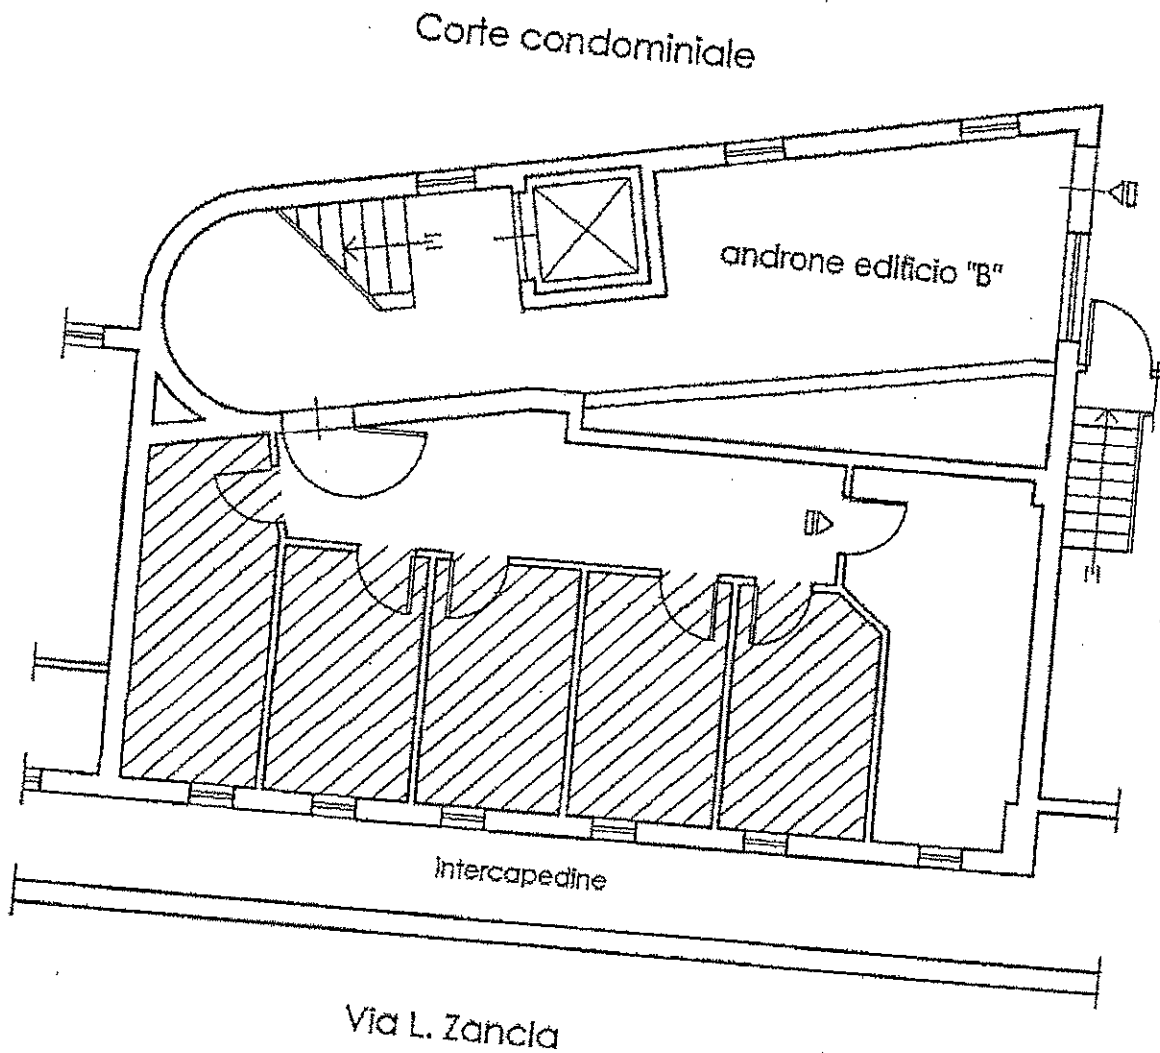 Corte condominiale
androne edificio "B"
Intercapedine
Via L. Zancla